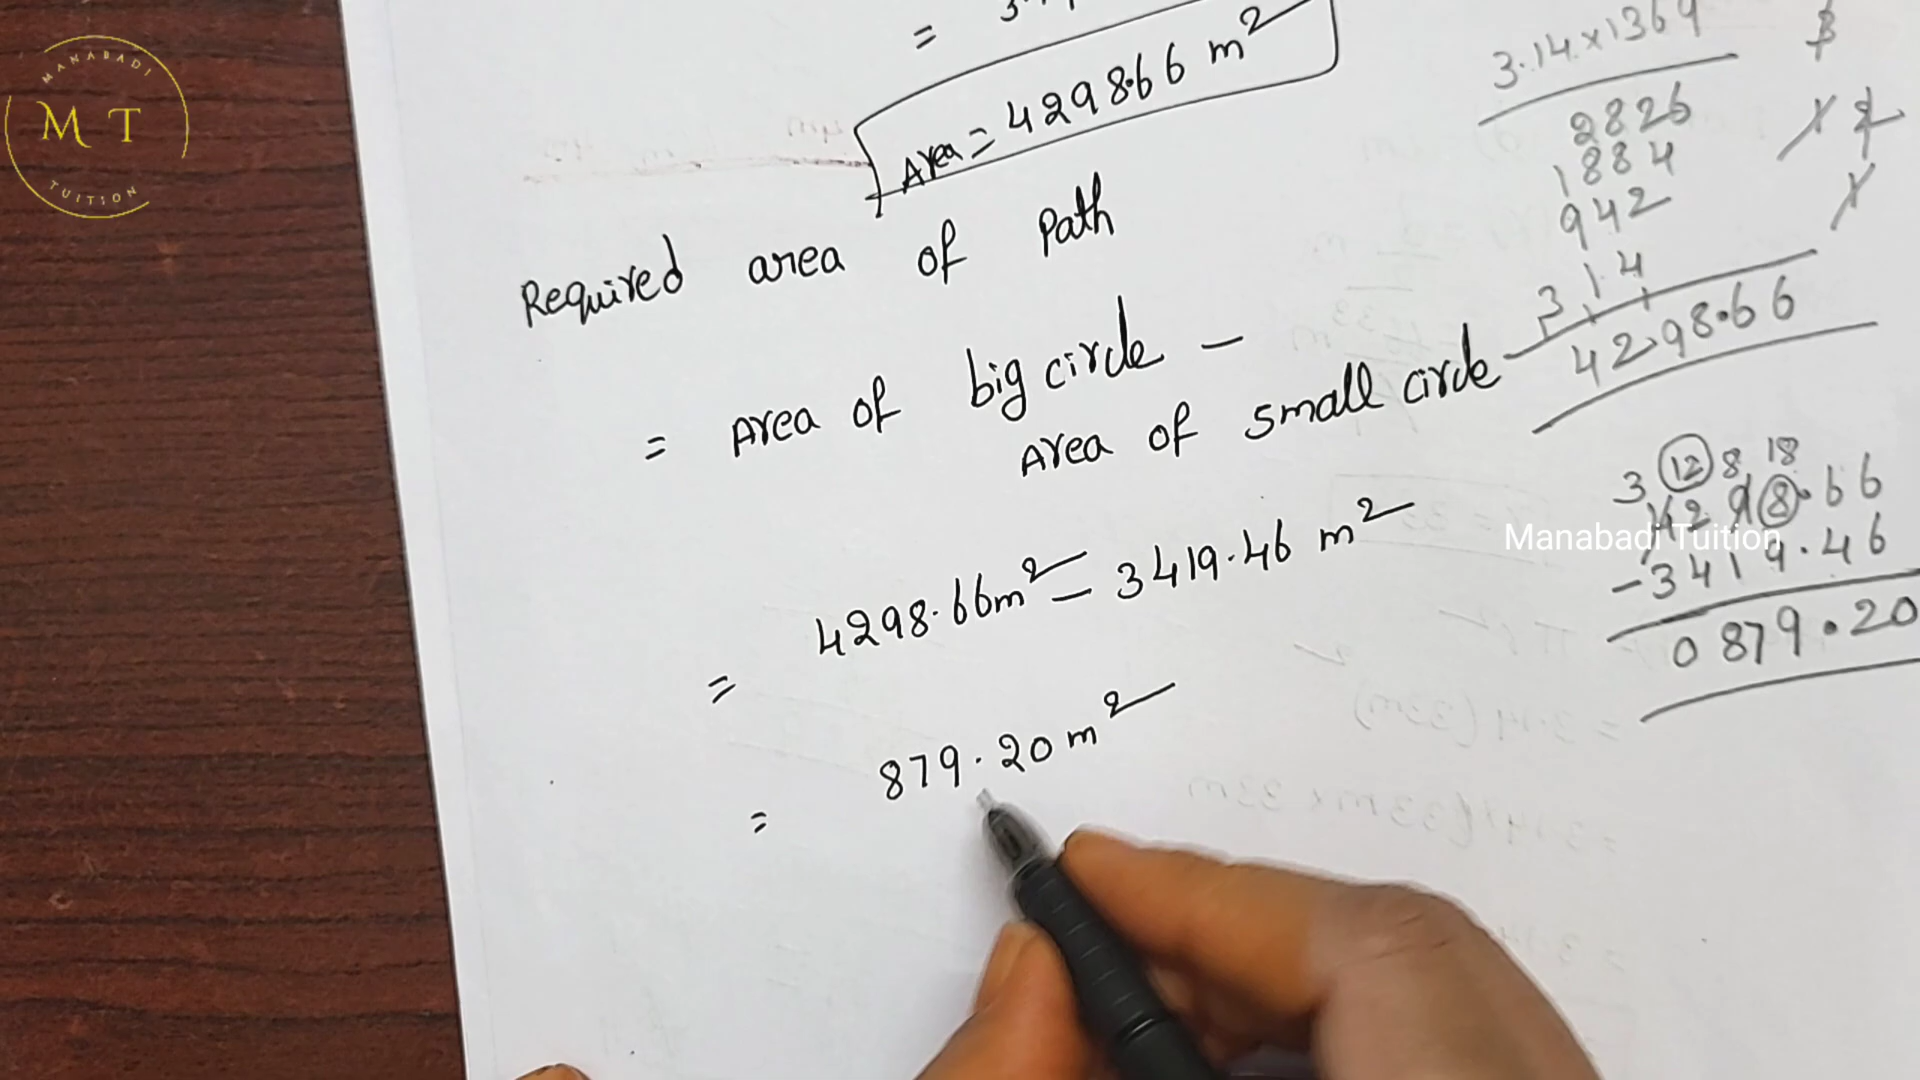 MANABADI
M T
TUITION
=
Area = 4298.66 m²
Required area of Path
= Area of big circle –
Area of small circle
= 4298.66m² – 3419.46 m²
= 879.20 m²
3.14 x 1369
2826
1884
942
314
4298.66
3 12 8 18
4298.66
Manabadi Tuition
-3419.46
0879.20